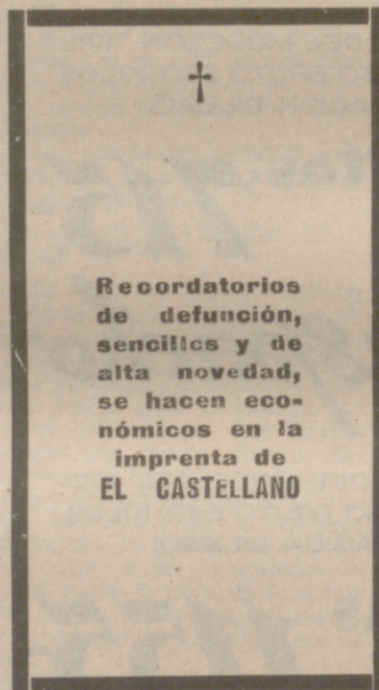 †
Recordatorios
de defunción,
sencillos y de
alta novedad,
se hacen eco-
nómicos en la
imprenta de
EL CASTELLANO